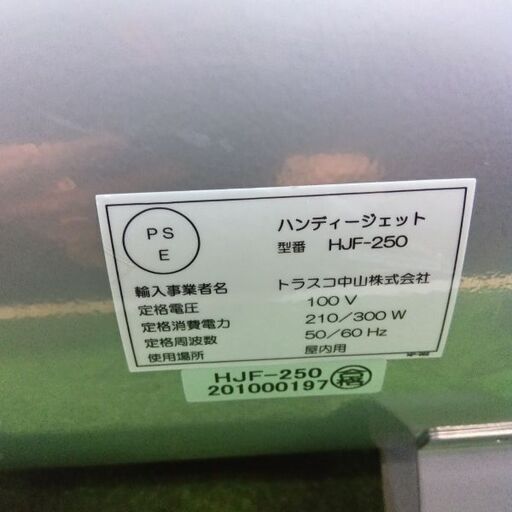 PS
E
ハンディージェット
型番 HJF-250
輸入事業者名 トラスコ中山株式会社
定格電圧 100 V
定格消費電力 210/300 W
定格周波数 50/60 Hz
使用場所 屋内用
HJF-250
201000197
合格